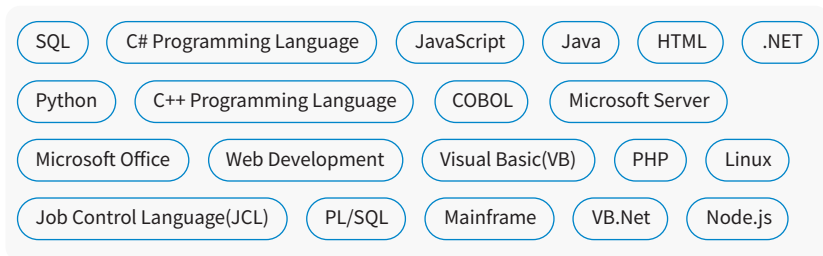 SQL C# Programming Language JavaScript Java HTML .NET
Python C++ Programming Language COBOL Microsoft Server
Microsoft Office Web Development Visual Basic(VB) PHP Linux
Job Control Language(JCL) PL/SQL Mainframe VB.Net Node.js